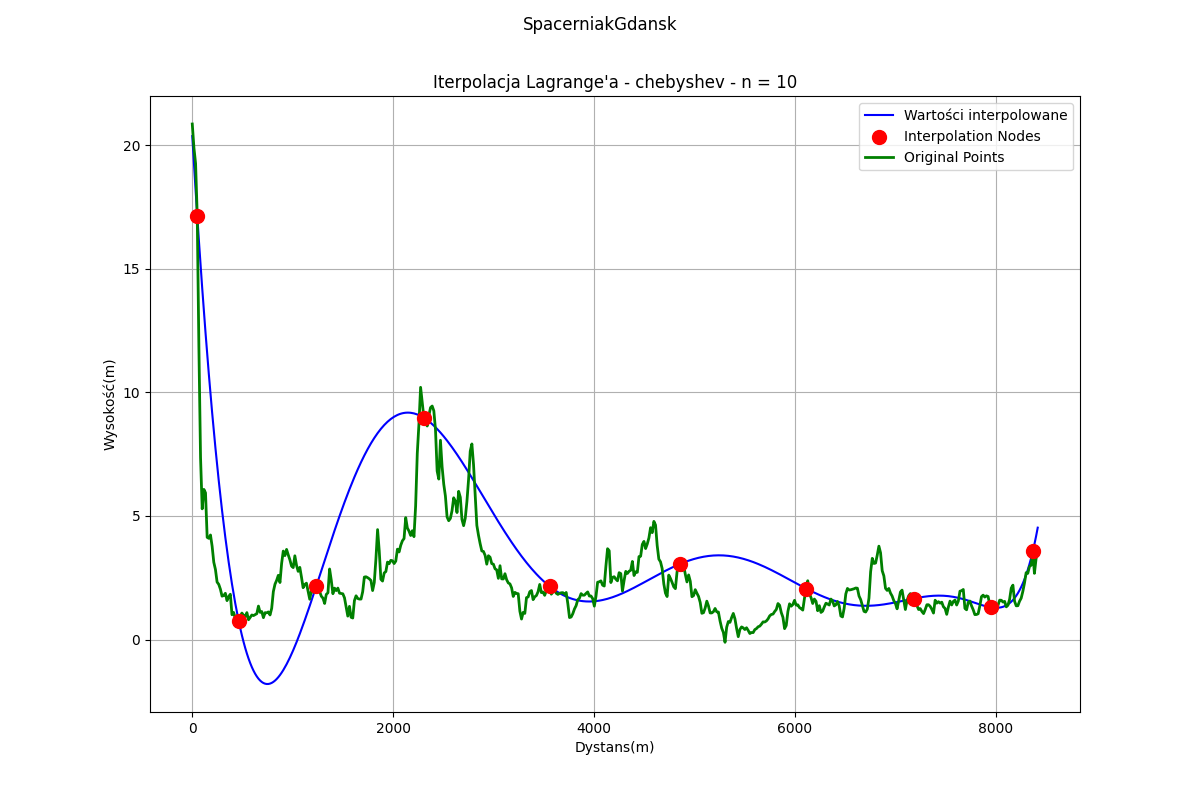 SpacerniakGdansk
Iterpolacja Lagrange'a - chebyshev - n = 10
Wartości interpolowane
Interpolation Nodes
Original Points
20
15
10
5
0
Wysokość(m)
0 2000 4000 6000 8000
Dystans(m)